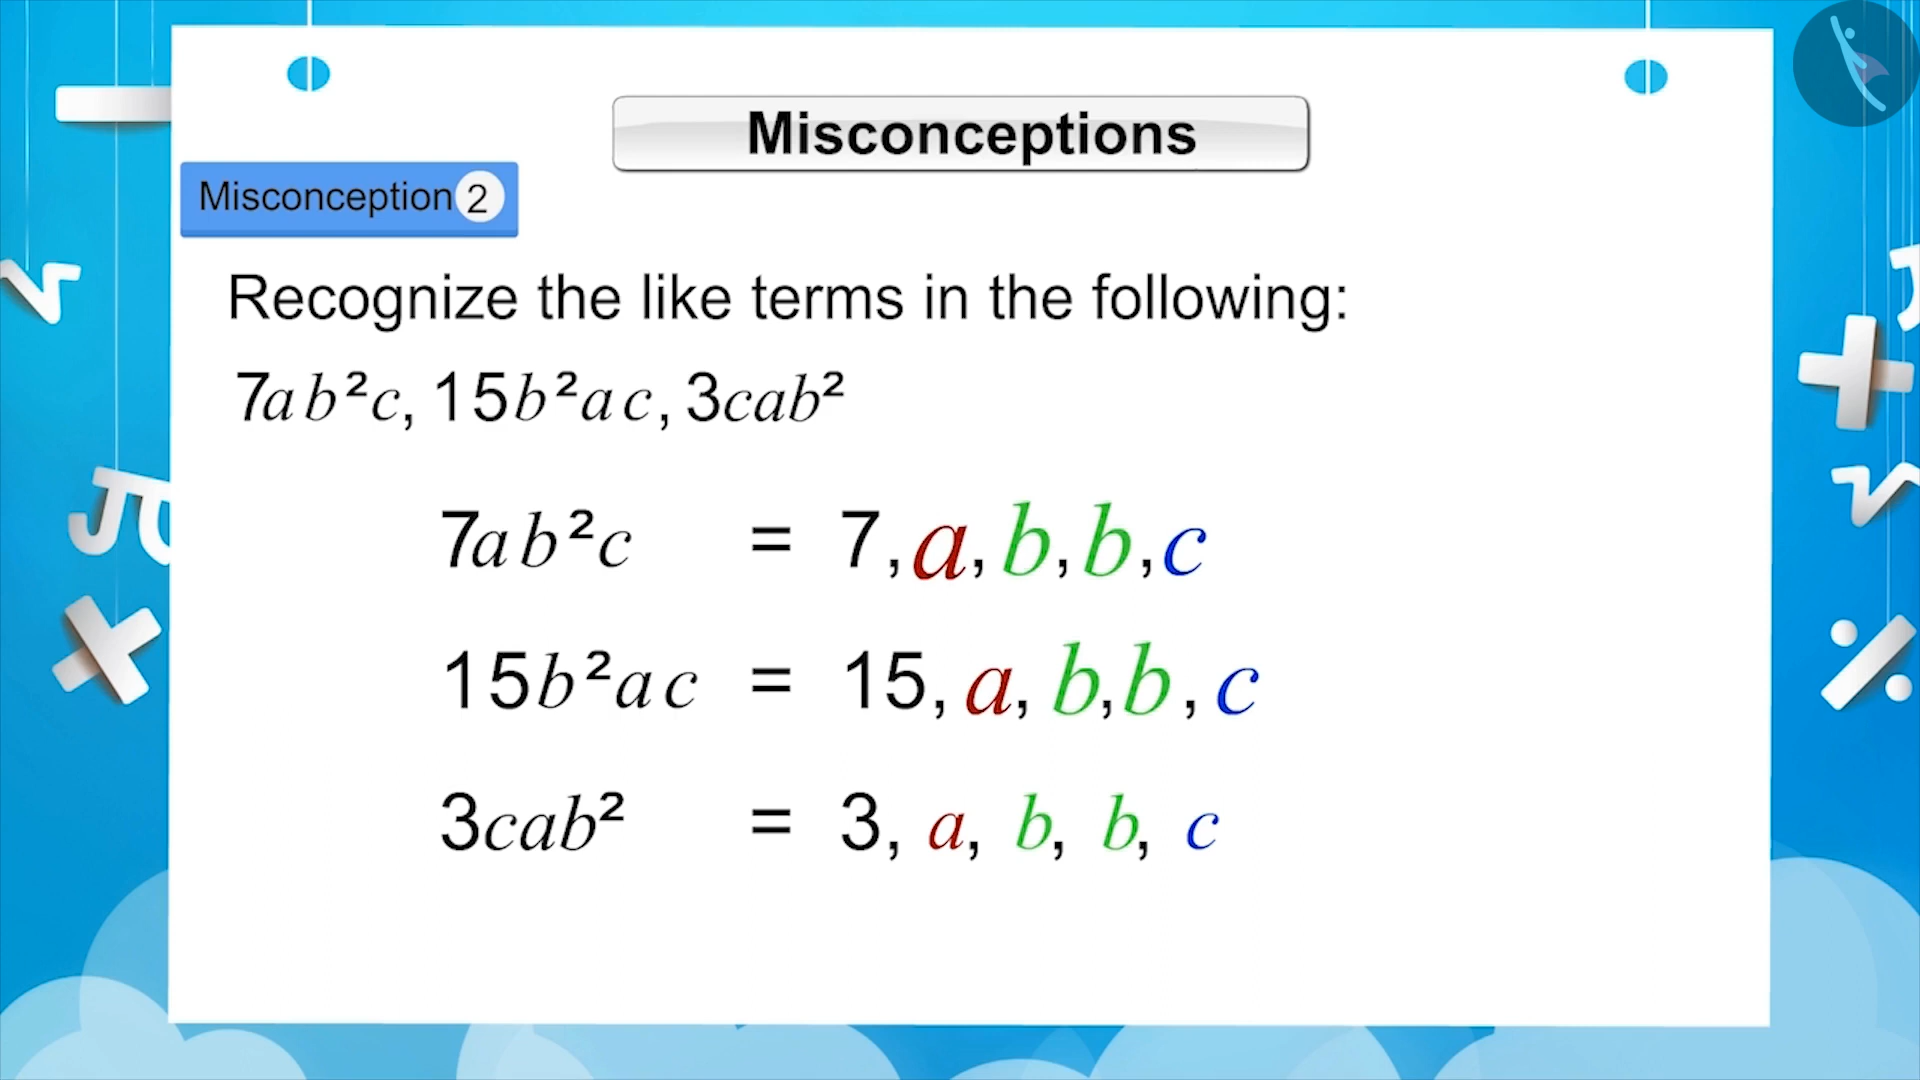 Misconceptions
Misconception 2
Recognize the like terms in the following:
7ab²c, 15b²ac, 3cab²
7ab²c = 7, a, b, b, c
15b²ac = 15, a, b, b, c
3cab² = 3, a, b, b, c